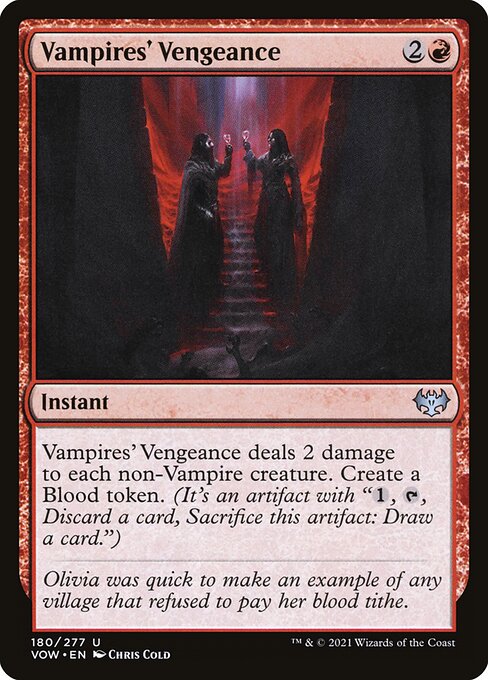 Vampires' Vengeance 2
Instant
Vampires' Vengeance deals 2 damage
to each non-Vampire creature. Create a
Blood token. (It's an artifact with "1, ,
Discard a card, Sacrifice this artifact: Draw
a card.")
Olivia was quick to make an example of any
village that refused to pay her blood tithe.
180/277 U
VOW • EN Chris Cold
™ & © 2021 Wizards of the Coast